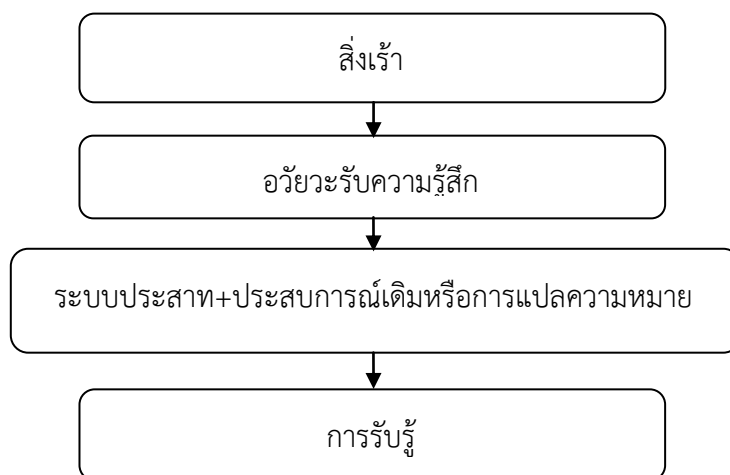 สิ่งเร้า
อวัยวะรับความรู้สึก
ระบบประสาท+ประสบการณ์เดิมหรือการแปลความหมาย
การรับรู้